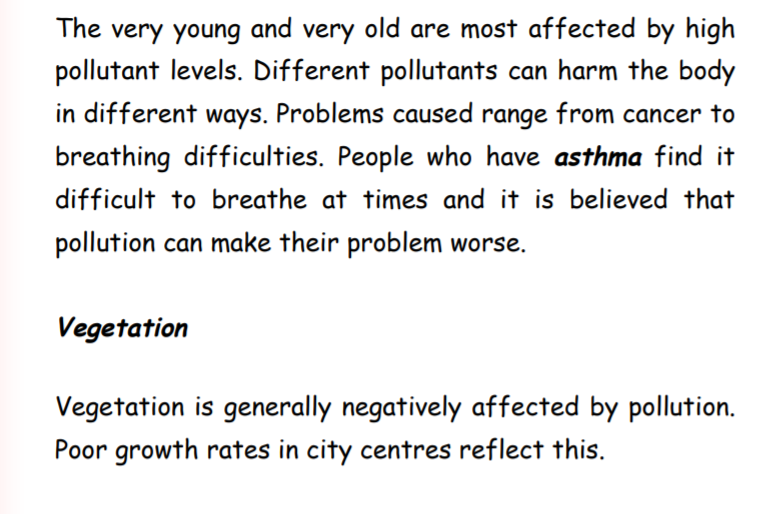 The very young and very old are most affected by high
pollutant levels. Different pollutants can harm the body
in different ways. Problems caused range from cancer to
breathing difficulties. People who have asthma find it
difficult to breathe at times and it is believed that
pollution can make their problem worse.
Vegetation
Vegetation is generally negatively affected by pollution.
Poor growth rates in city centres reflect this.